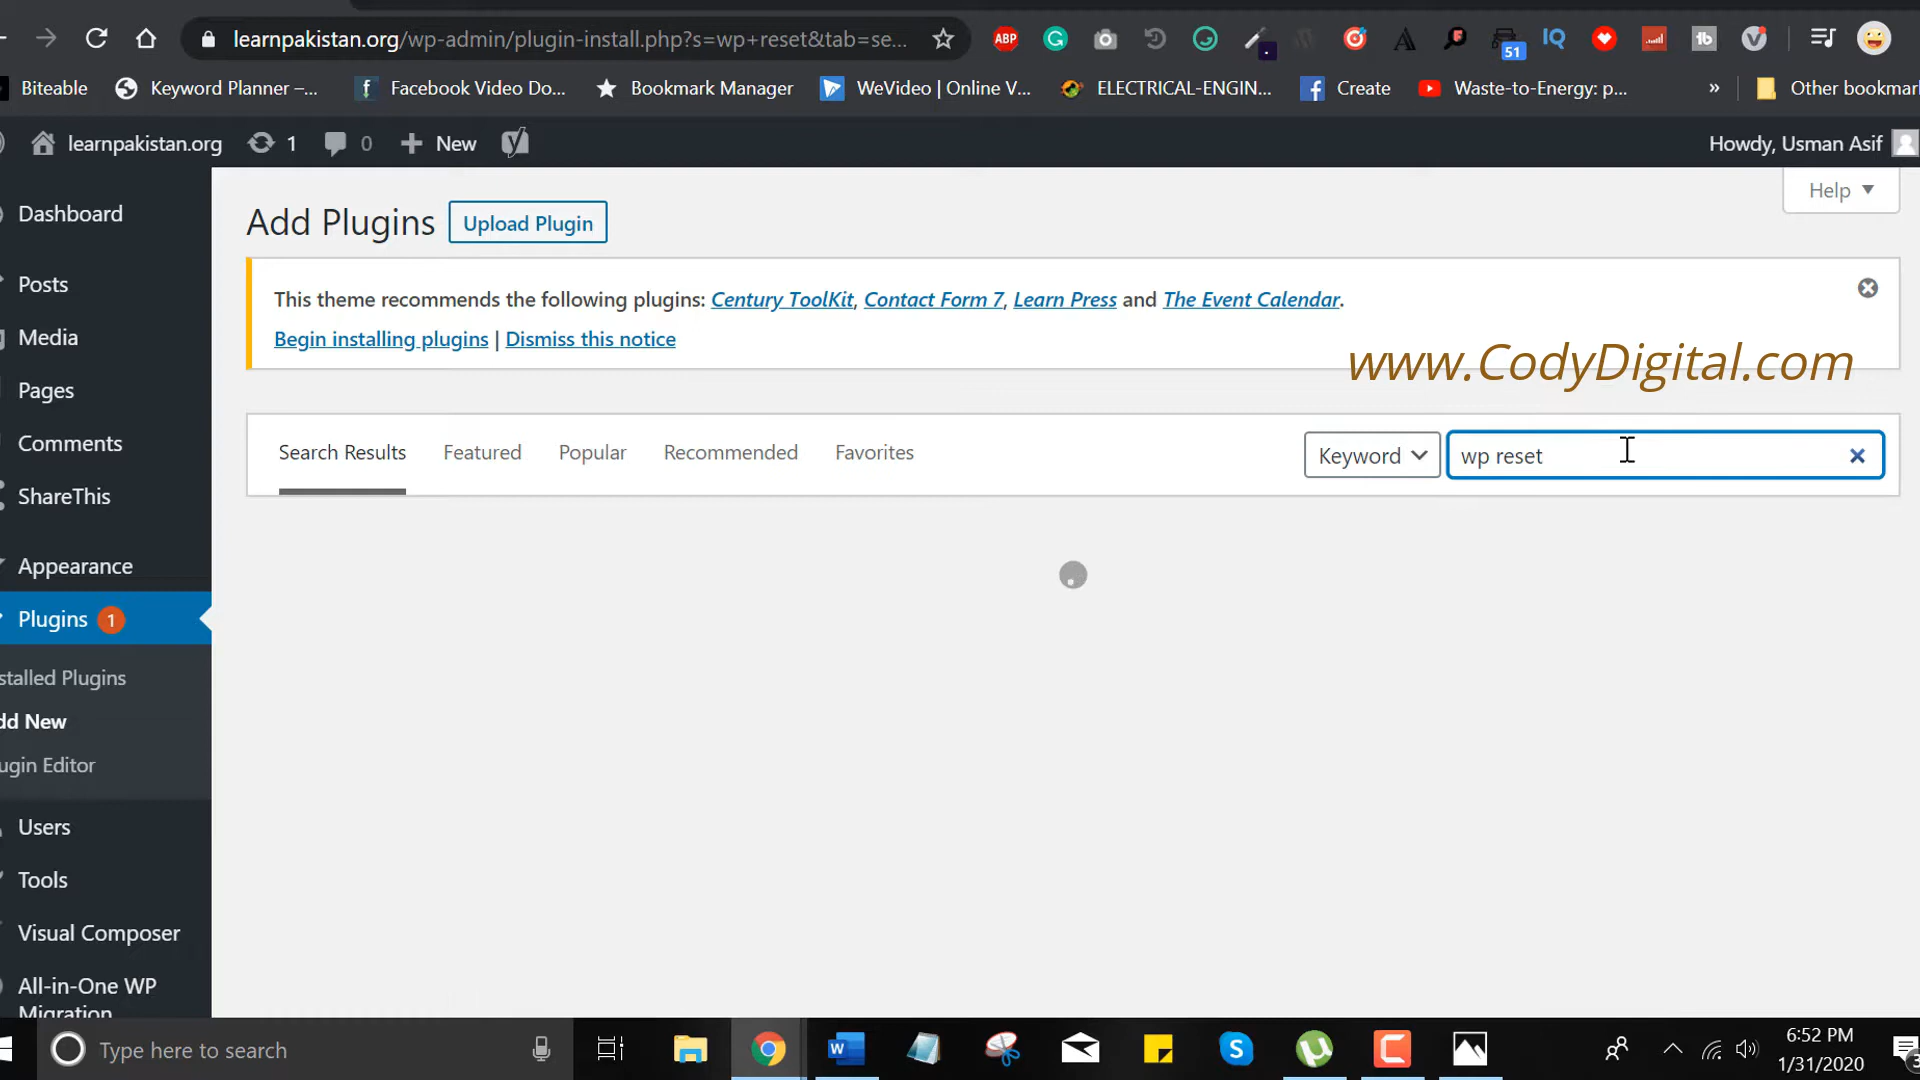 learnpakistan.org/wp-admin/plugin-install.php?s=wp+reset&tab=se...
ABP
51
IQ
tb
Biteable
Keyword Planner –...
Facebook Video Do...
Bookmark Manager
WeVideo | Online V...
ELECTRICAL-ENGIN...
Create
Waste-to-Energy: p...
»
Other bookmar
learnpakistan.org
1
0
New
Howdy, Usman Asif
Dashboard
Posts
Media
Pages
Comments
ShareThis
Appearance
Plugins 1
stalled Plugins
dd New
ugin Editor
Users
Tools
Visual Composer
All-in-One WP
Migration
Help
Add Plugins
Upload Plugin
This theme recommends the following plugins: Century ToolKit, Contact Form 7, Learn Press and The Event Calendar.
Begin installing plugins | Dismiss this notice
www.CodyDigital.com
Search Results
Featured
Popular
Recommended
Favorites
Keyword
wp reset
Type here to search
6:52 PM
1/31/2020